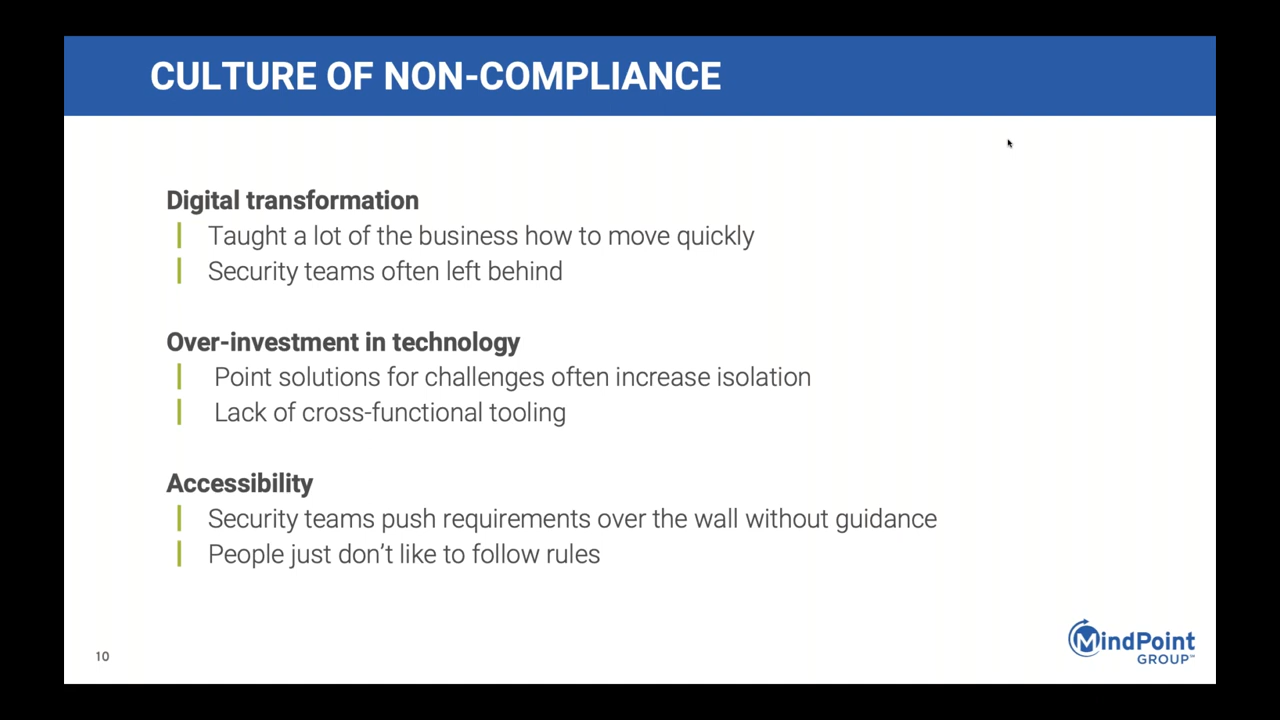 CULTURE OF NON-COMPLIANCE
Digital transformation
Taught a lot of the business how to move quickly
Security teams often left behind
Over-investment in technology
Point solutions for challenges often increase isolation
Lack of cross-functional tooling
Accessibility
Security teams push requirements over the wall without guidance
People just don’t like to follow rules
10
MindPoint
GROUP™